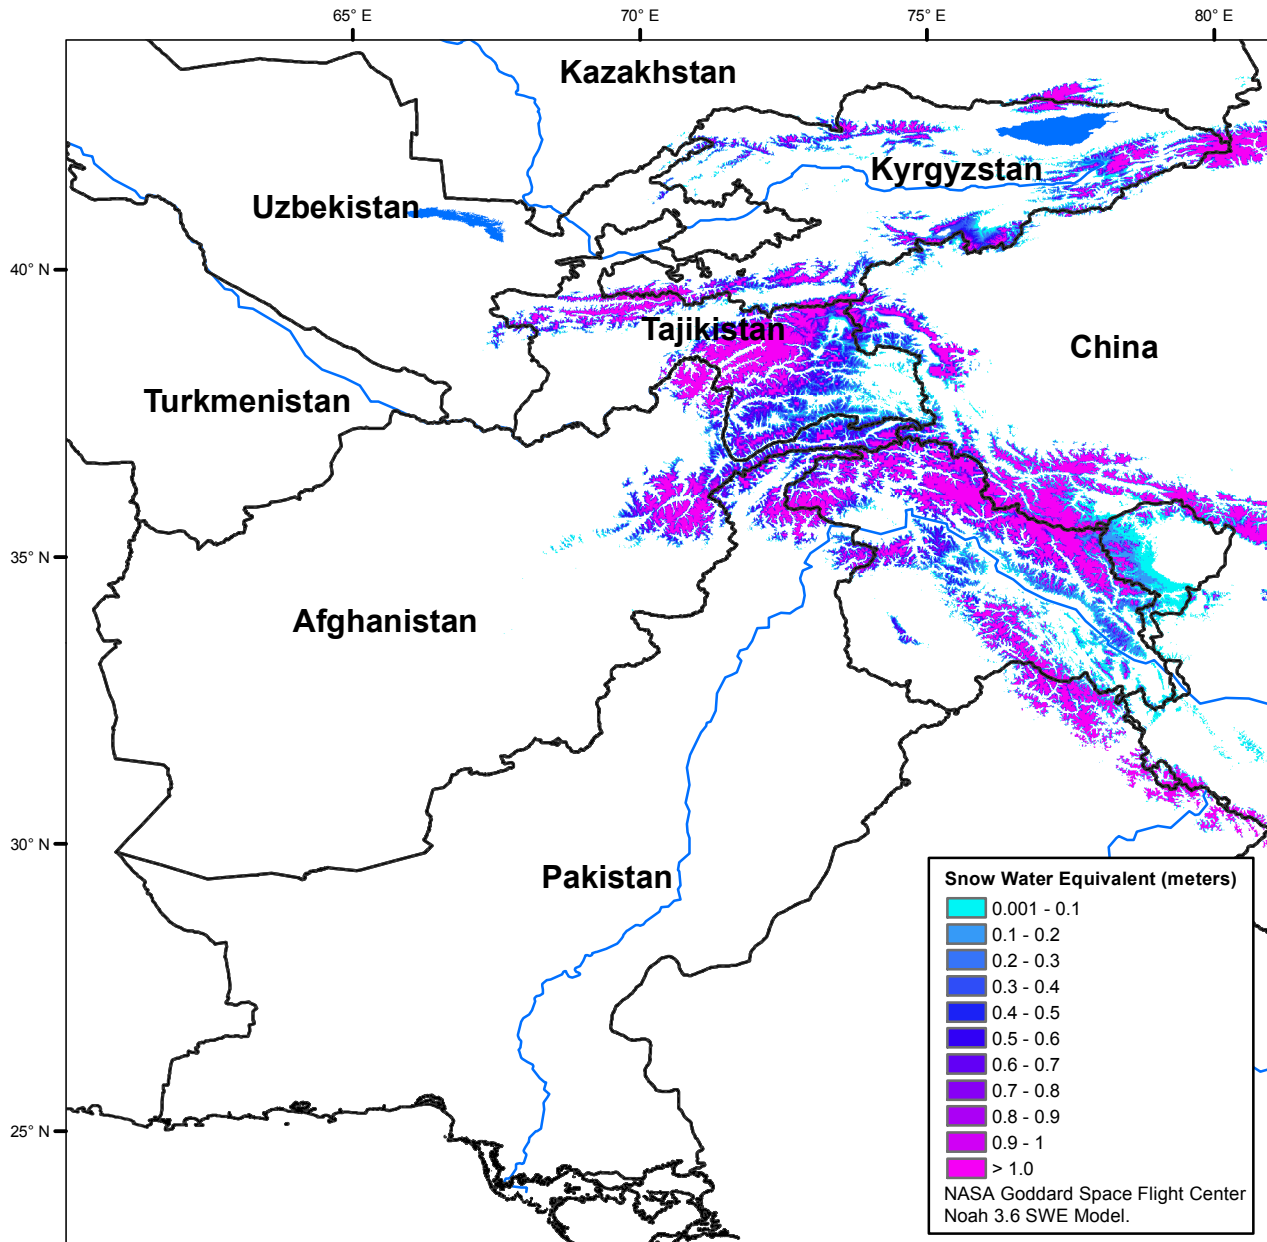 65° E
70° E
75° E
80° E
Kazakhstan
Kyrgyzstan
Uzbekistan
40° N
Tajikistan
China
Turkmenistan
35° N
Afghanistan
30° N
Pakistan
25° N
Snow Water Equivalent (meters)
0.001 - 0.1
0.1 - 0.2
0.2 - 0.3
0.3 - 0.4
0.4 - 0.5
0.5 - 0.6
0.6 - 0.7
0.7 - 0.8
0.8 - 0.9
0.9 - 1
> 1.0
NASA Goddard Space Flight Center
Noah 3.6 SWE Model.